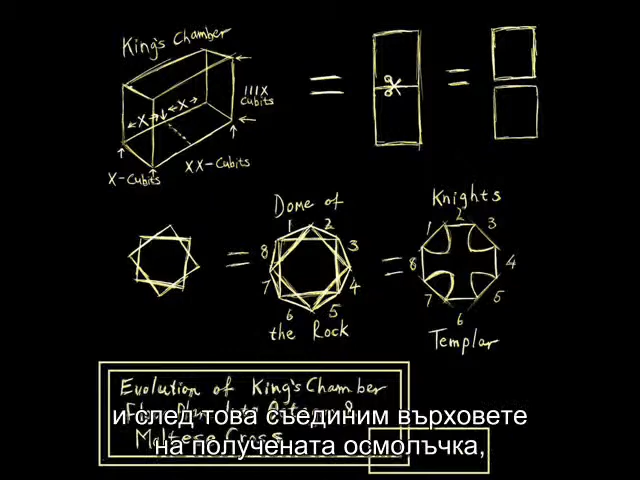 King's Chamber
IIIX
Cubits
X
X
X-Cubits
XX-Cubits
Dome of
1 2 3 4 5 6 7 8
the Rock
Knights
1 2 3 4 5 6 7 8
Templar
Evolution of King's Chamber
Maltese Cross
и след това съединим върховете
на получената осмолъчка,